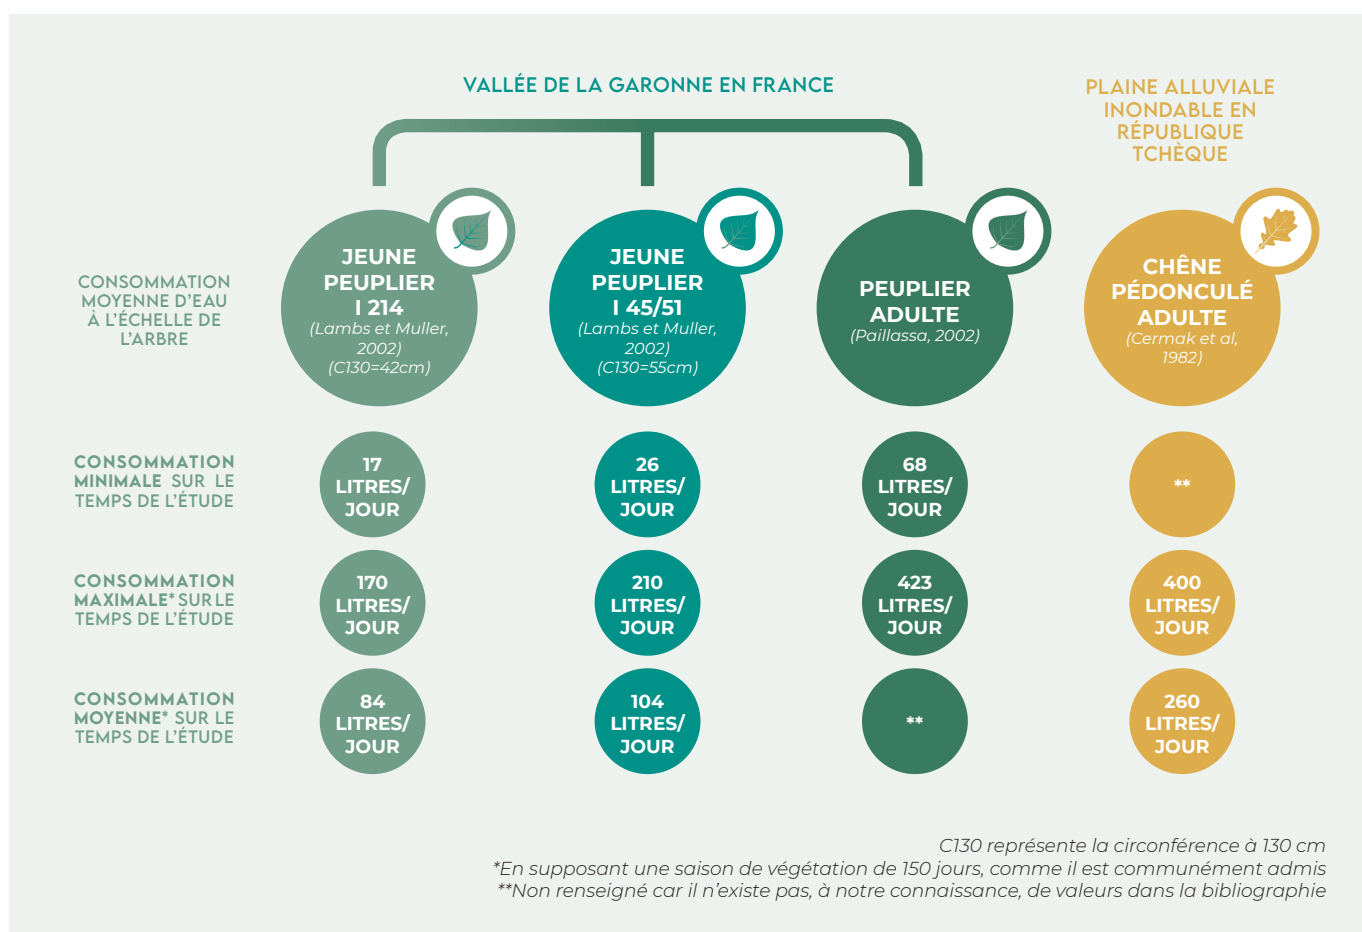 VALLÉE DE LA GARONNE EN FRANCE
PLAINE ALLUVIALE
INONDABLE EN
RÉPUBLIQUE
TCHÈQUE
CONSOMMATION
MOYENNE D'EAU
À L'ÉCHELLE DE
L'ARBRE
JEUNE
PEUPLIER
I 214
(Lambs et Muller,
2002)
(C130=42cm)
JEUNE
PEUPLIER
I 45/51
(Lambs et Muller,
2002)
(C130=55cm)
PEUPLIER
ADULTE
(Paillassa, 2002)
CHÊNE
PÉDONCULÉ
ADULTE
(Cermak et al,
1982)
CONSOMMATION
MINIMALE SUR LE
TEMPS DE L'ÉTUDE
17
LITRES/
JOUR
26
LITRES/
JOUR
68
LITRES/
JOUR
**
CONSOMMATION
MAXIMALE* SUR LE
TEMPS DE L'ÉTUDE
170
LITRES/
JOUR
210
LITRES/
JOUR
423
LITRES/
JOUR
400
LITRES/
JOUR
CONSOMMATION
MOYENNE* SUR LE
TEMPS DE L'ÉTUDE
84
LITRES/
JOUR
104
LITRES/
JOUR
**
260
LITRES/
JOUR
C130 représente la circonférence à 130 cm
*En supposant une saison de végétation de 150 jours, comme il est communément admis
**Non renseigné car il n'existe pas, à notre connaissance, de valeurs dans la bibliographie